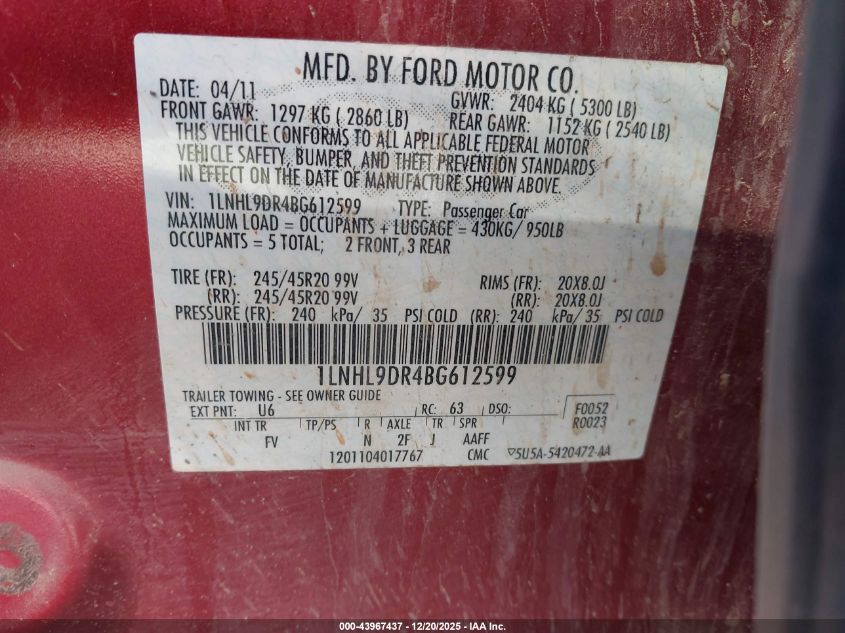 MFD. BY FORD MOTOR CO.
DATE: 04/11 GVWR: 2404 KG ( 5300 LB)
FRONT GAWR: 1297 KG ( 2860 LB) REAR GAWR: 1152 KG ( 2540 LB)
THIS VEHICLE CONFORMS TO ALL APPLICABLE FEDERAL MOTOR
VEHICLE SAFETY, BUMPER, AND THEFT PREVENTION STANDARDS
IN EFFECT ON THE DATE OF MANUFACTURE SHOWN ABOVE.
VIN: 1LNHL9DR4BG612599 TYPE: Passenger Car
MAXIMUM LOAD = OCCUPANTS + LUGGAGE = 430KG/ 950LB
OCCUPANTS = 5 TOTAL; 2 FRONT, 3 REAR
TIRE (FR): 245/45R20 99V RIMS (FR): 20X8.0J
(RR): 245/45R20 99V (RR): 20X8.0J
PRESSURE (FR): 240 kPa/ 35 PSI COLD (RR): 240 kPa/ 35 PSI COLD
1LNHL9DR4BG612599
TRAILER TOWING - SEE OWNER GUIDE
EXT PNT: U6 RC: 63 DSO: F0052
INT TR TP/PS R AXLE TR SPR R0023
FV N 2F J AAFF
1201104017767 CMC ▽5U5A-5420472-AA
000-43967437 - 12/20/2025 - IAA Inc.